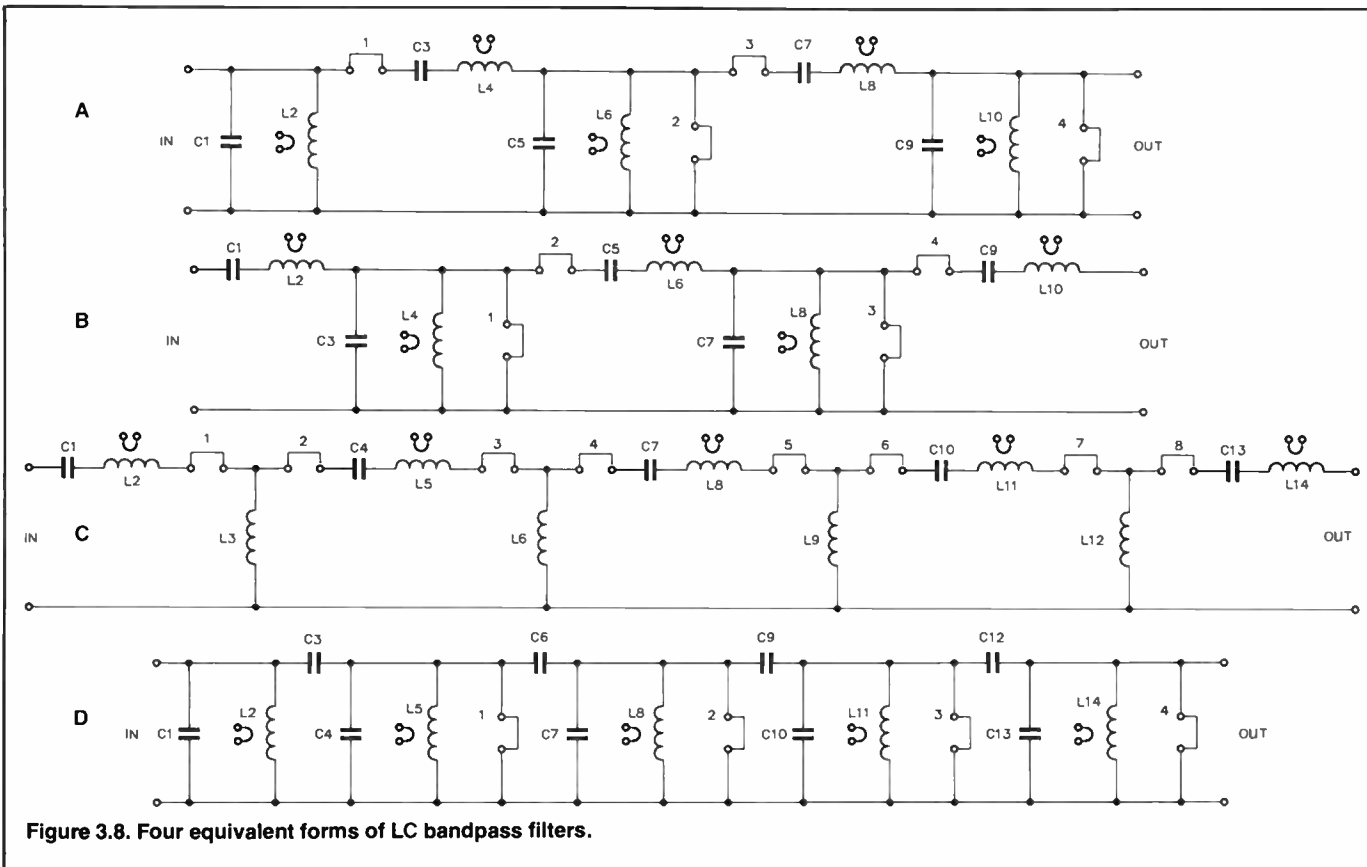 1 C3 3 C7
L4 L8
A
L2 L6 2 L10 4
IN C1 C5 C9 OUT
C1 2 C5 4 C9
L2 L6 L10
B
L4 1 L8 3
IN C3 C7 OUT
C1 1 2 C4 3 4 C7 5 6 C10 7 8 C13
L2 L5 L8 L11 L14
IN C L3 L6 L9 L12 OUT
C3 C6 C9 C12
D
L2 L5 1 L8 2 L11 3 L14 4
IN C1 C4 C7 C10 C13 OUT
Figure 3.8. Four equivalent forms of LC bandpass filters.